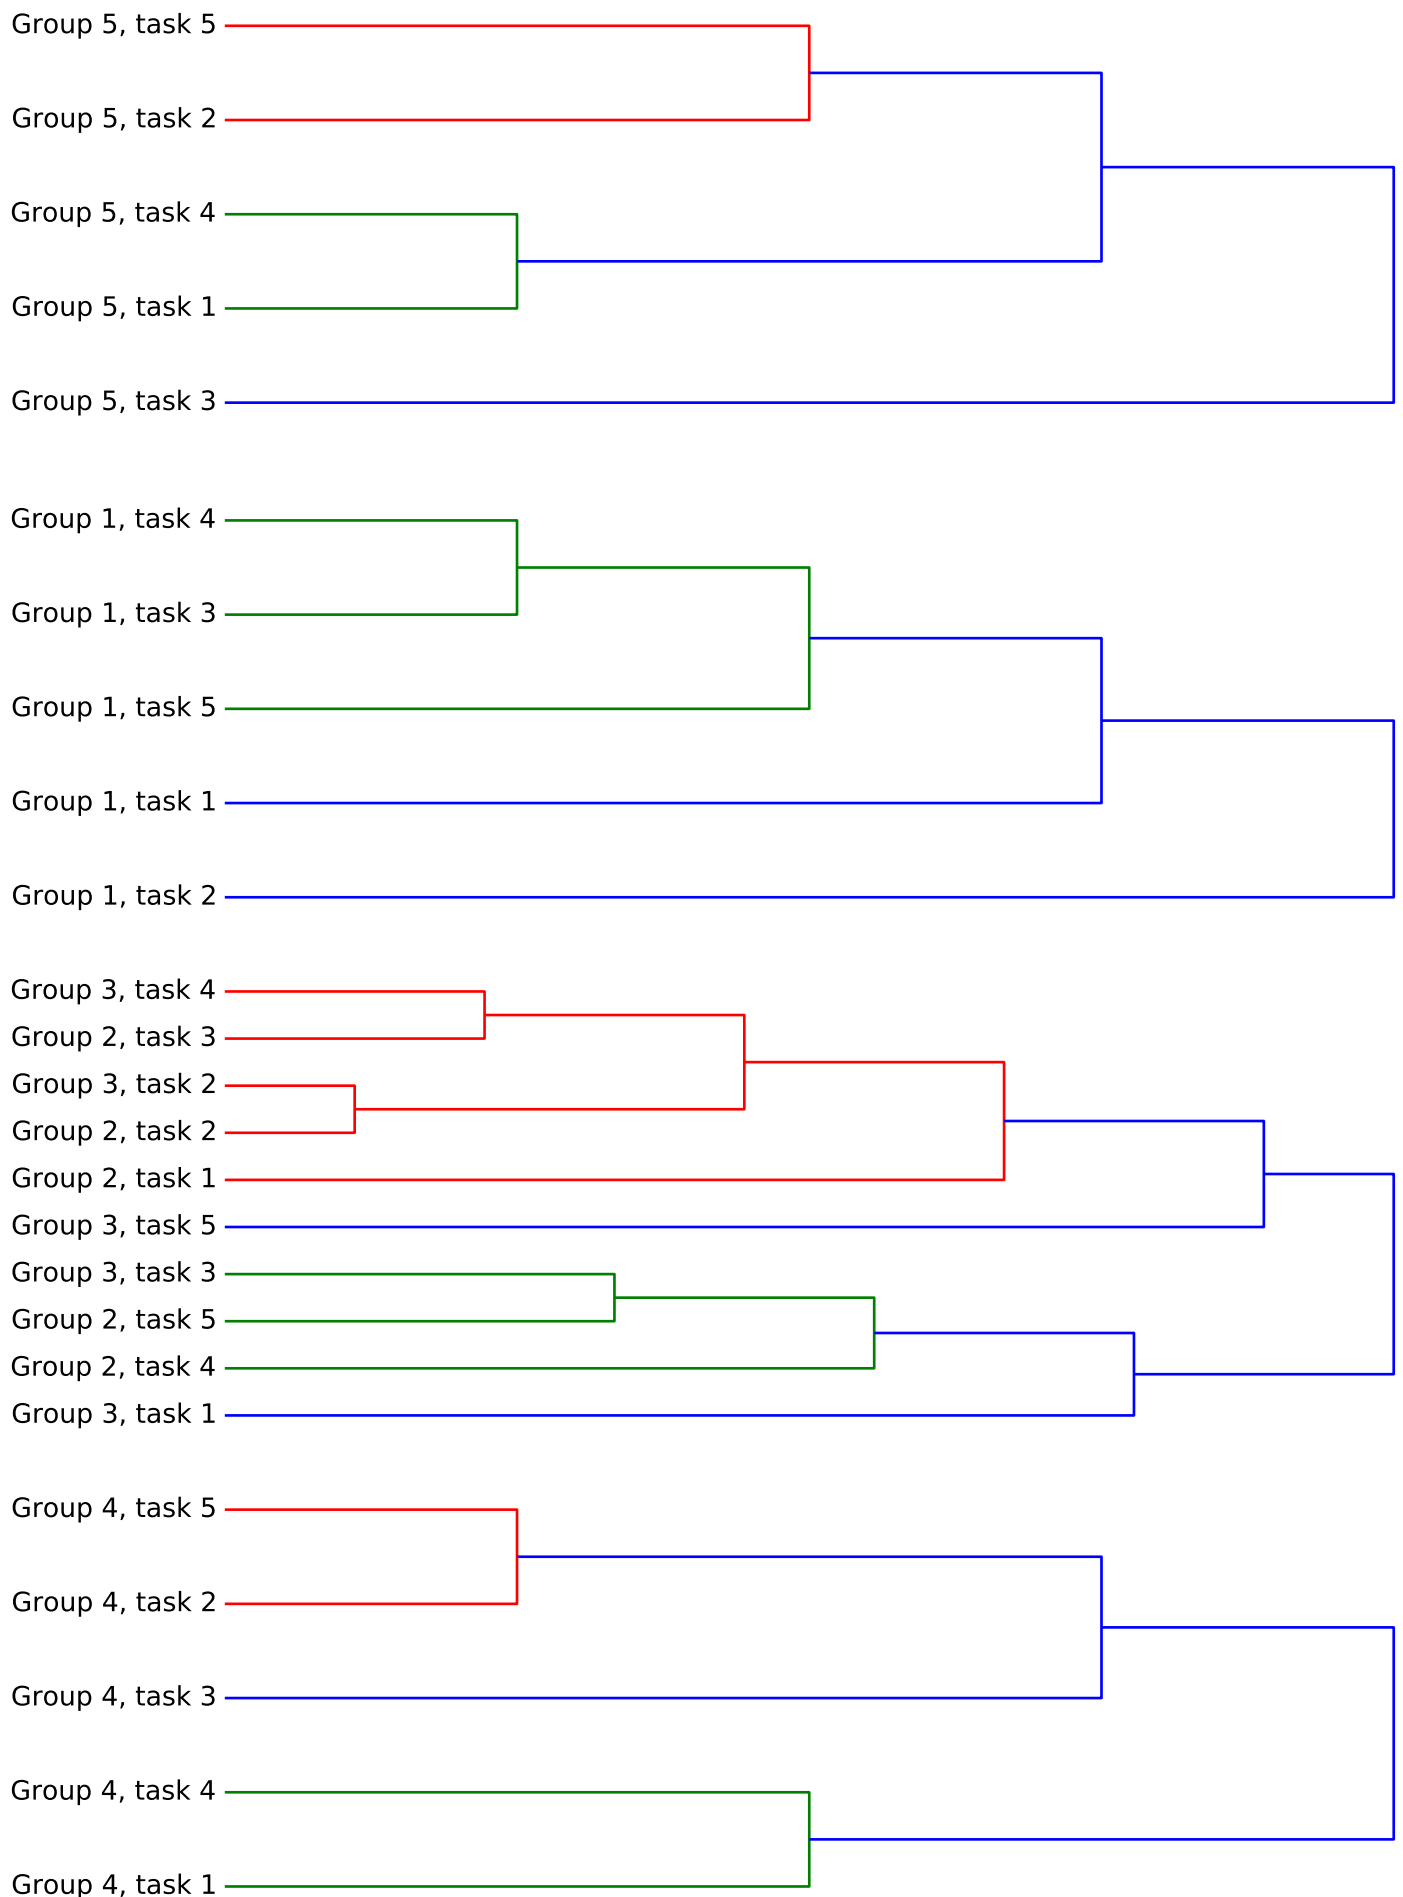 Group 5, task 5
Group 5, task 2
Group 5, task 4
Group 5, task 1
Group 5, task 3
Group 1, task 4
Group 1, task 3
Group 1, task 5
Group 1, task 1
Group 1, task 2
Group 3, task 4
Group 2, task 3
Group 3, task 2
Group 2, task 2
Group 2, task 1
Group 3, task 5
Group 3, task 3
Group 2, task 5
Group 2, task 4
Group 3, task 1
Group 4, task 5
Group 4, task 2
Group 4, task 3
Group 4, task 4
Group 4, task 1